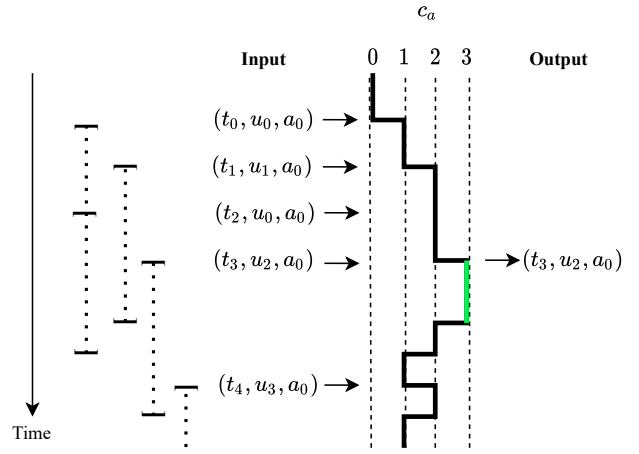 c_a
Input 0 1 2 3 Output
(t_0, u_0, a_0)
(t_1, u_1, a_0)
(t_2, u_0, a_0)
(t_3, u_2, a_0) (t_3, u_2, a_0)
(t_4, u_3, a_0)
Time